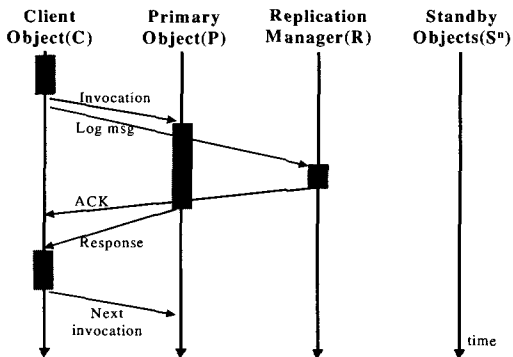 Client
Object(C)
Primary
Object(P)
Replication
Manager(R)
Standby
Objects(Sⁿ)
Invocation
Log msg
ACK
Response
Next
invocation
time